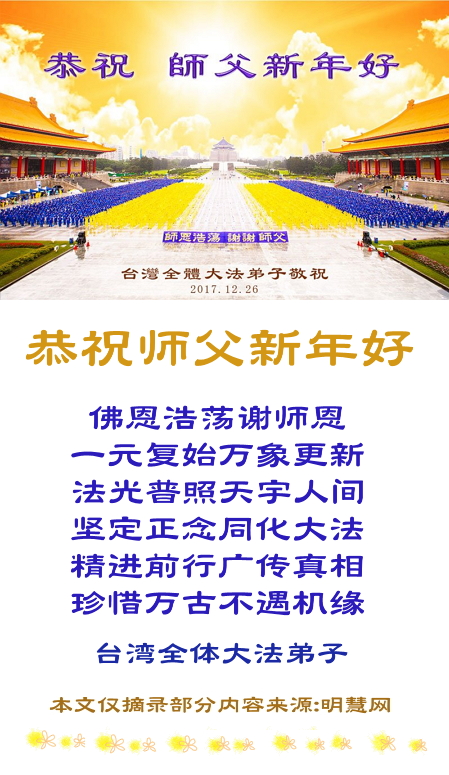 恭祝 師父新年好
師恩浩蕩 謝謝師父
台灣全體大法弟子敬祝
2017.12.26
恭祝师父新年好
佛恩浩荡谢师恩
一元复始万象更新
法光普照天宇人间
坚定正念同化大法
精进前行广传真相
珍惜万古不遇机缘
台湾全体大法弟子
本文仅摘录部分内容来源:明慧网